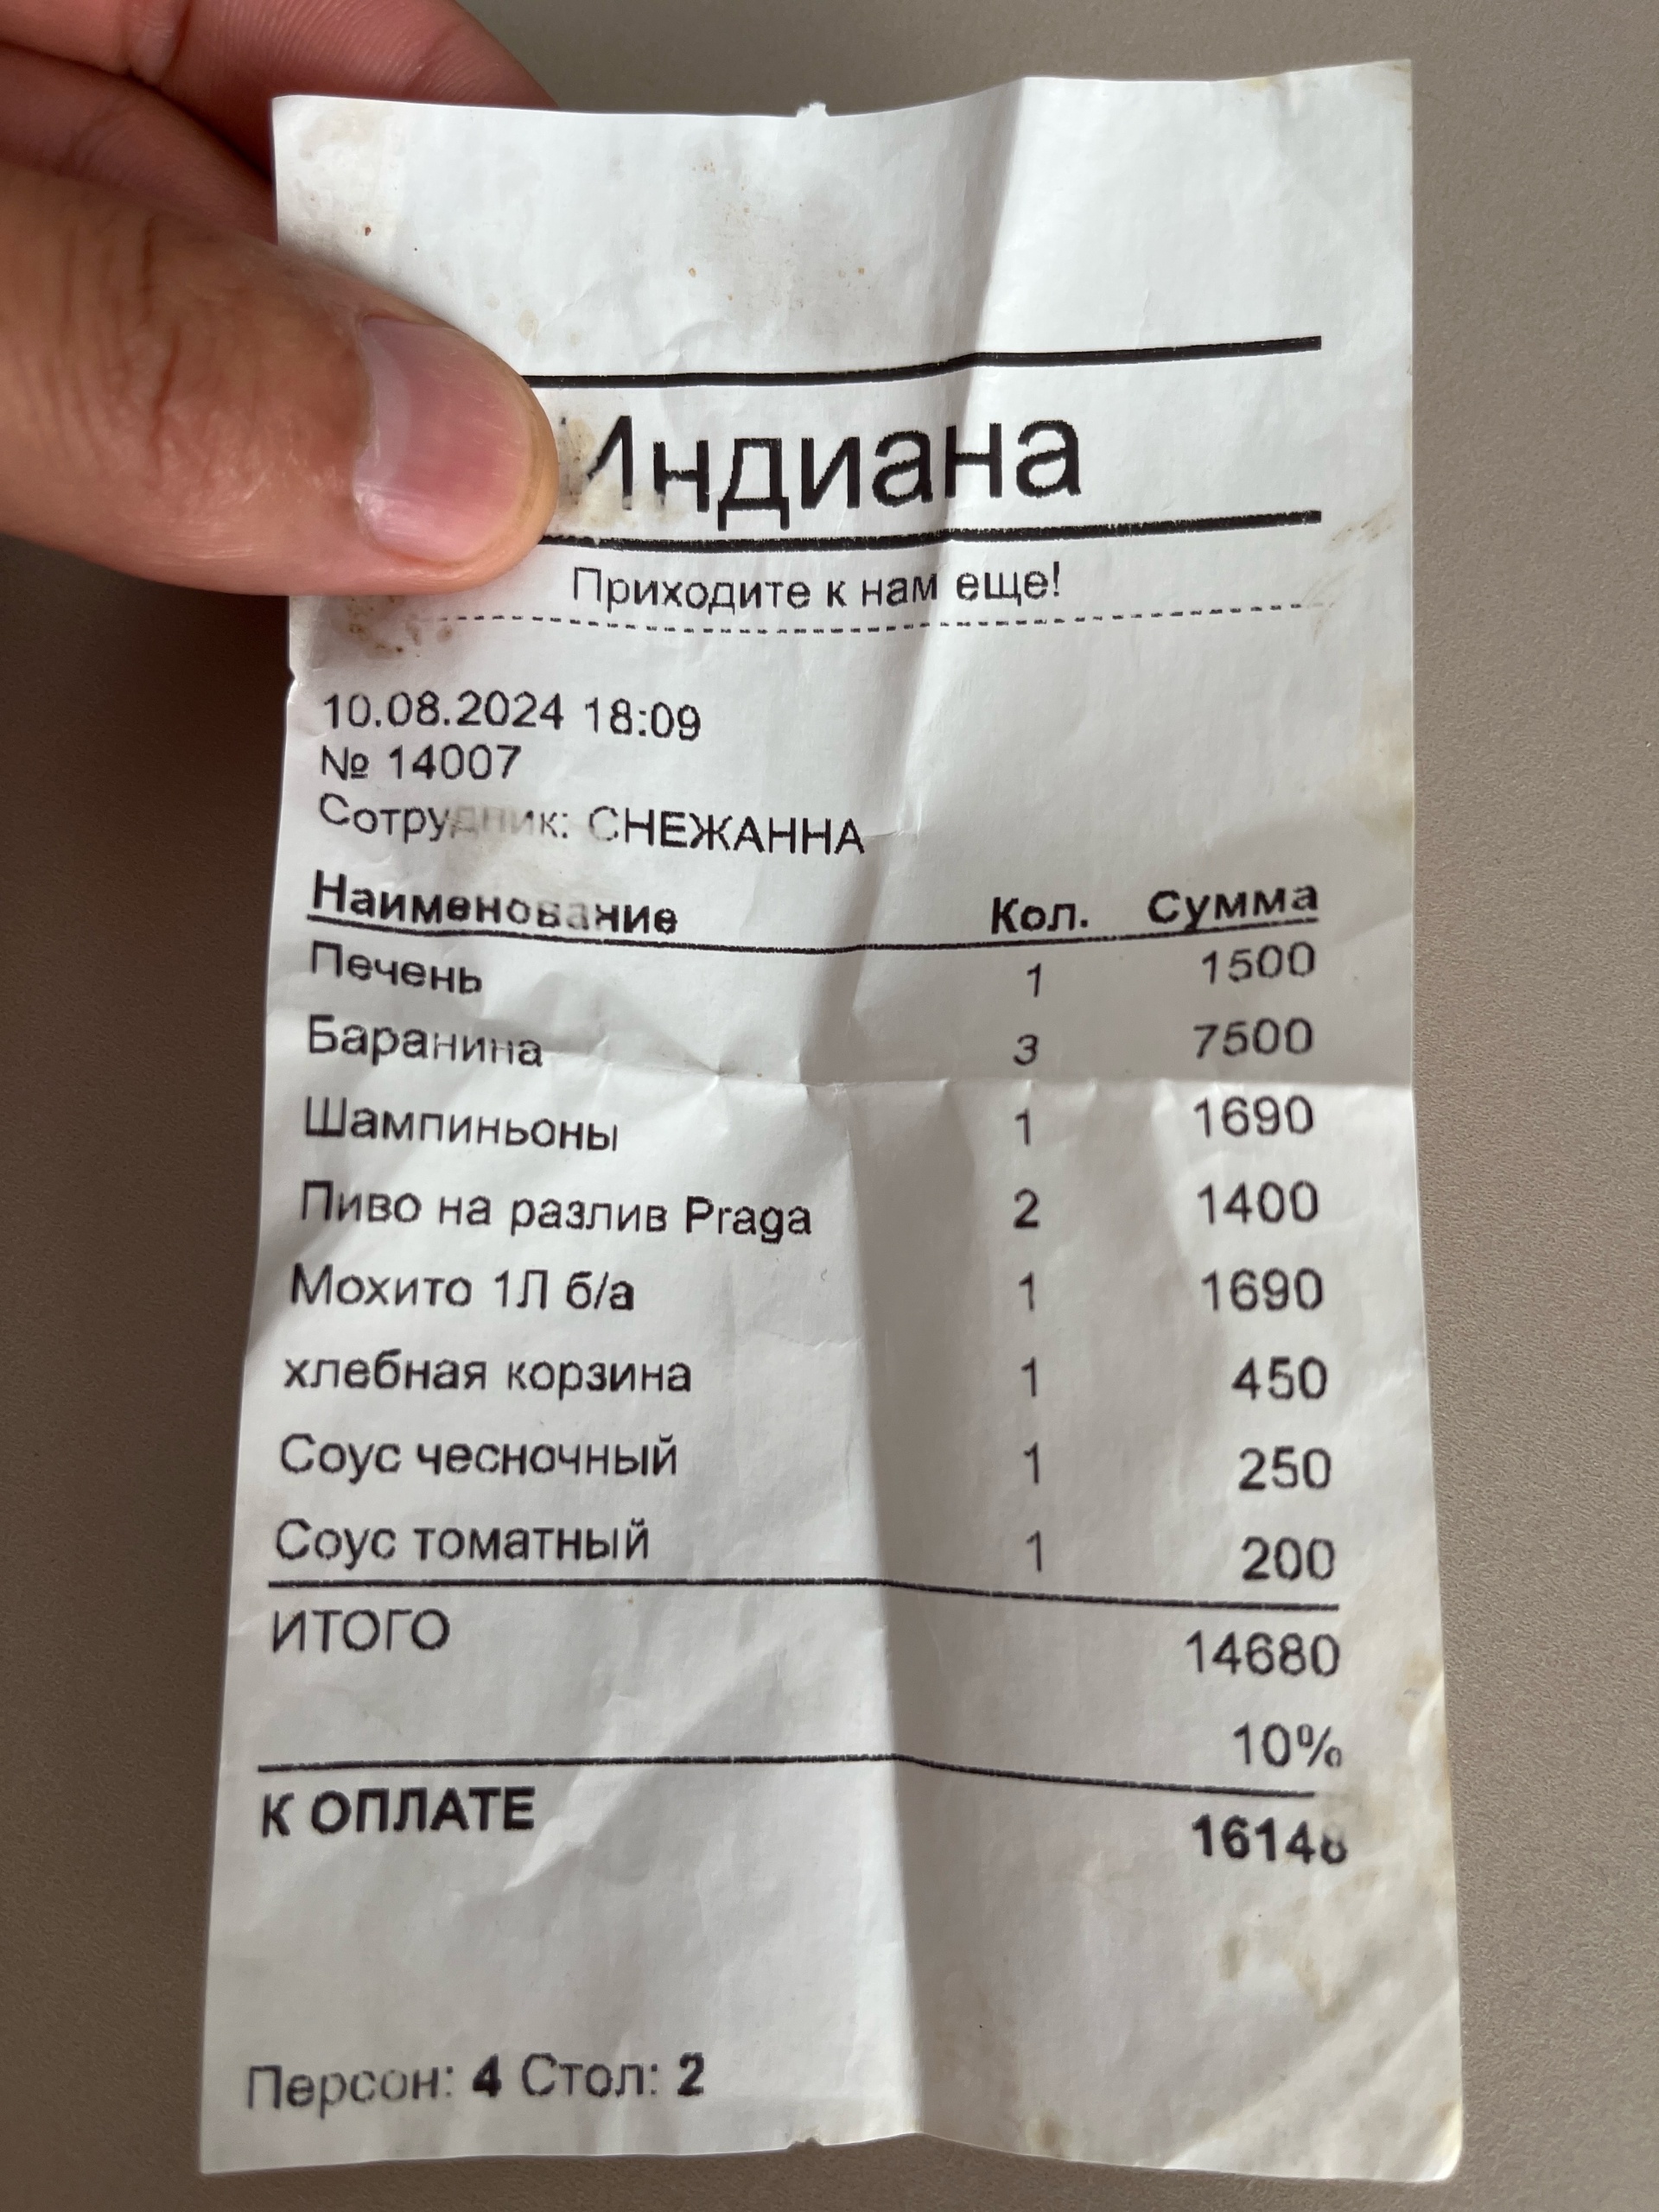 Индиана
Приходите к нам еще!
10.08.2024 18:09
№ 14007
Сотрудник: СНЕЖАННА
Наименование Кол. Сумма
Печень 1 1500
Баранина 3 7500
Шампиньоны 1 1690
Пиво на разлив Praga 2 1400
Мохито 1Л б/а 1 1690
хлебная корзина 1 450
Соус чесночный 1 250
Соус томатный 1 200
ИТОГО 14680
10%
К ОПЛАТЕ 16148
Персон: 4 Стол: 2